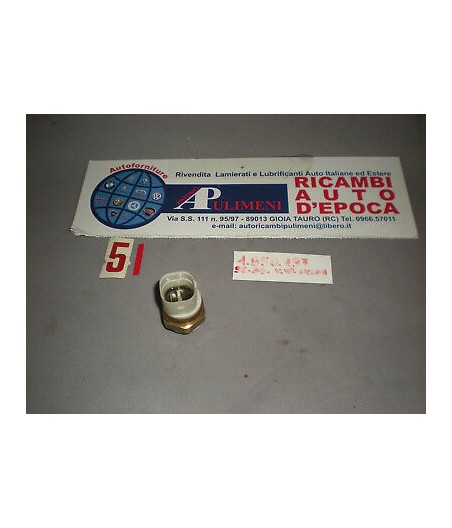 Autoforniture
Rivendita Lamierati e Lubrificanti Auto Italiane ed Estere
PULIMENI
RICAMBI
AUTO
D'EPOCA
Via S.S. 111 n. 95/97 - 89013 GIOIA TAURO (RC) Tel. 0966.57011
e-mail: autoricambipulimeni@libero.it
51